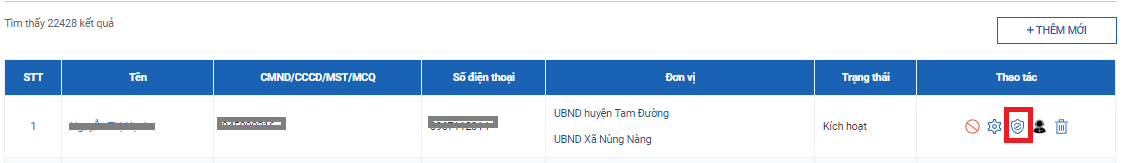 Tìm thấy 22428 kết quả
+ THÊM MỚI
STT Tên CMND/CCCD/MST/MCQ Số điện thoại Đơn vị Trạng thái Thao tác
UBND huyện Tam Đường
1 Kích hoạt
UBND Xã Nùng Nàng